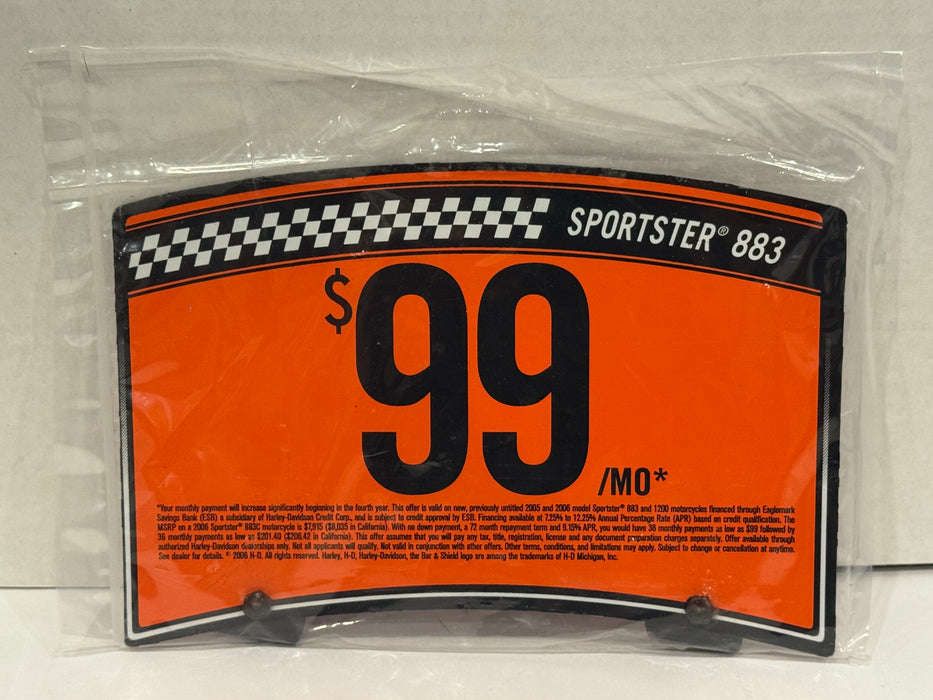 SPORTSTER® 883
$99
/MO*
*Your monthly payment will increase significantly beginning in the fourth year. This offer is valid on new, previously untitled 2005 and 2006 model Sportster® 883 and 1200 motorcycles financed through Eaglemark
Savings Bank (ESB) a subsidiary of Harley-Davidson Credit Corp., and is subject to credit approval by ESB. Financing available at 7.25% to 12.25% Annual Percentage Rate (APR) based on credit qualification. The
MSRP on a 2006 Sportster® 883C motorcycle is $7,915 ($8,035 in California). With no down payment, a 72 month repayment term and 9.15% APR, you would have 36 monthly payments as low as $99 followed by
36 monthly payments as low as $201.40 ($206.42 in California). This offer assumes that you will pay any tax, title, registration, license and any document preparation charges separately. Offer available through
authorized Harley-Davidson dealerships only. Not all applicants will qualify. Not valid in conjunction with other offers. Other terms, conditions, and limitations may apply. Subject to change or cancellation at anytime.
See dealer for details. © 2006 H-D. All rights reserved. Harley, H-D, Harley-Davidson, the Bar & Shield logo are among the trademarks of H-D Michigan, Inc.